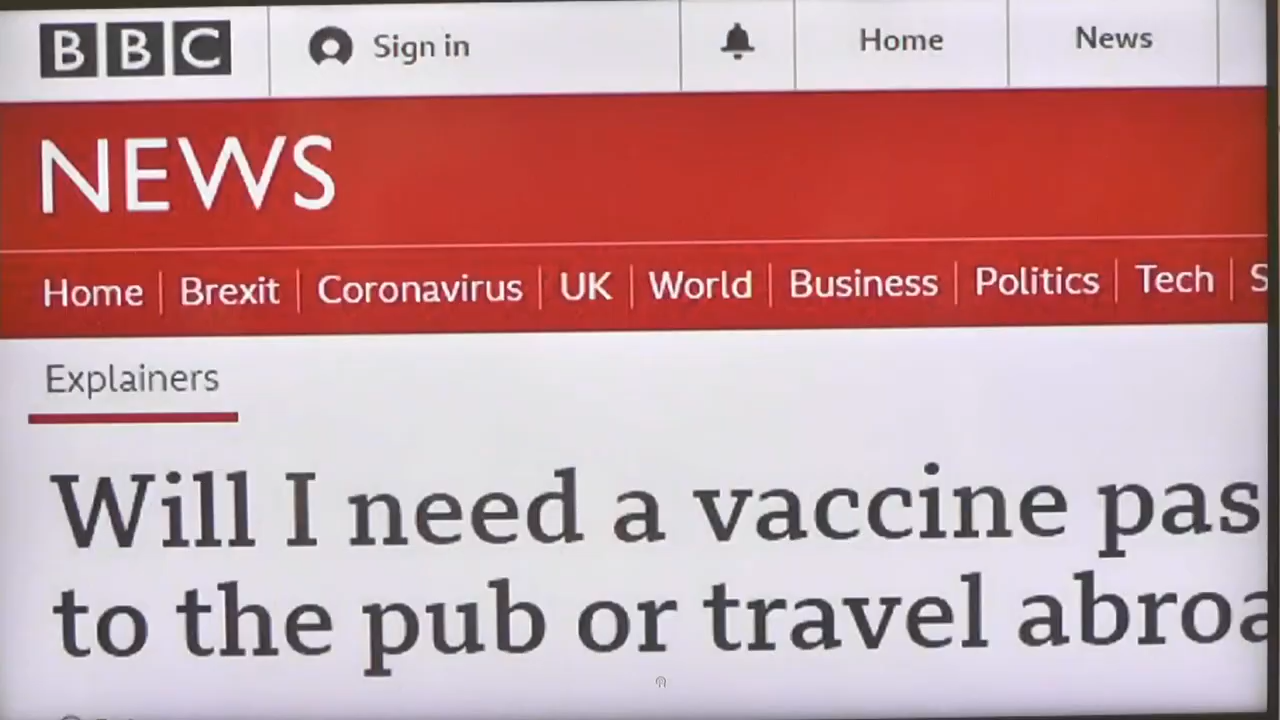 BBC Sign in Home News
NEWS
Home Brexit Coronavirus UK World Business Politics Tech
Explainers
Will I need a vaccine pas
to the pub or travel abroa